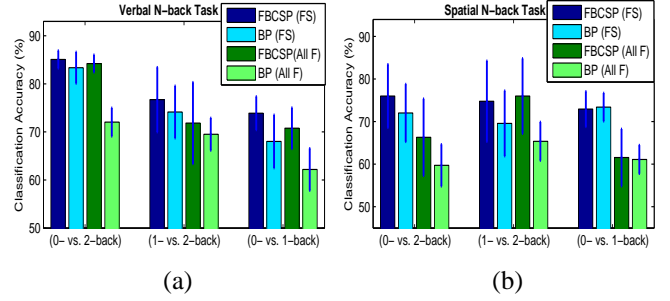 Verbal N-back Task
FBCSP (FS)
BP (FS)
FBCSP(All F)
BP (All F)
Classification Accuracy (%)
90
80
70
60
50
(0- vs. 2-back)
(1- vs. 2-back)
(0- vs. 1-back)
(a)
Spatial N-back Task
FBCSP (FS)
BP (FS)
FBCSP (All F)
BP (All F)
Classification Accuracy (%)
90
80
70
60
50
(0- vs. 2-back)
(1- vs. 2-back)
(0- vs. 1-back)
(b)